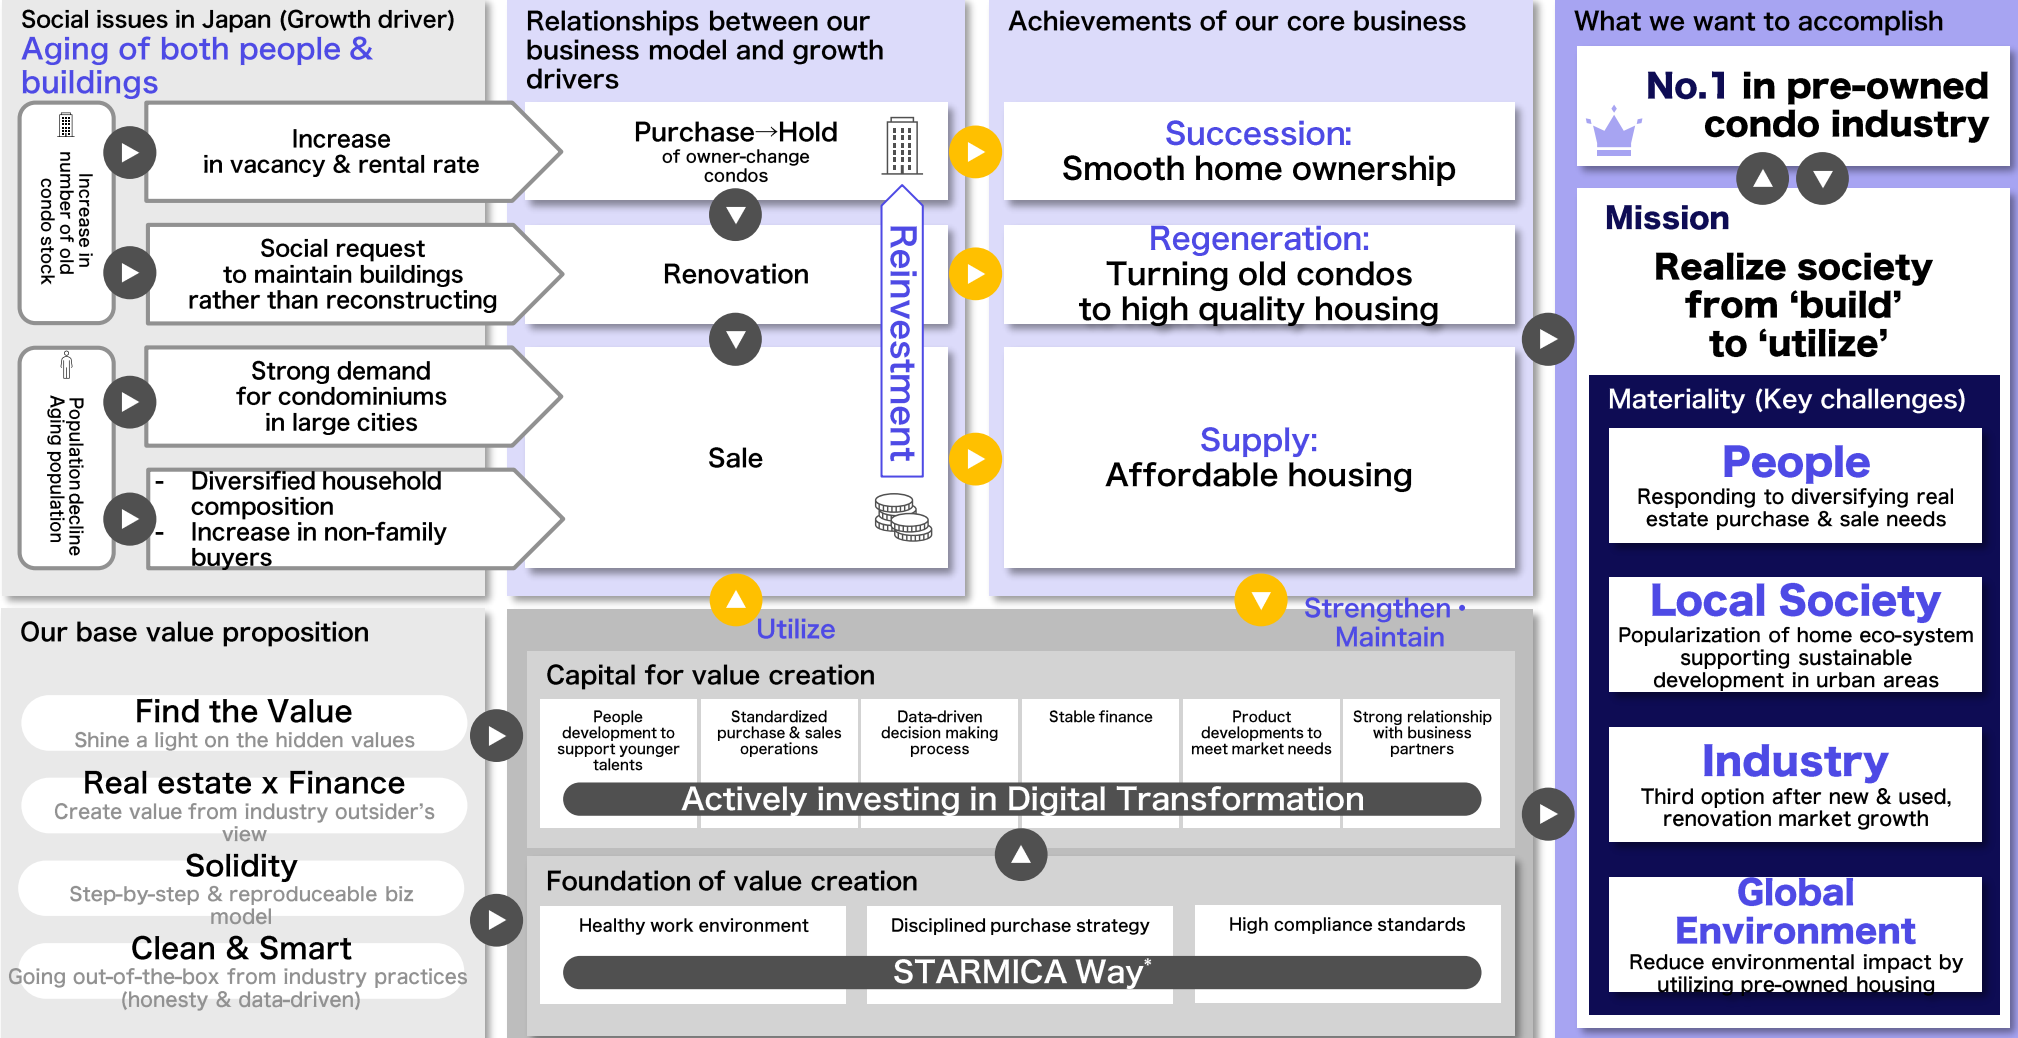 Social issues in Japan (Growth driver)
Aging of both people &
buildings
Increase in
number of old
condo stock
Increase
in vacancy & rental rate
Social request
to maintain buildings
rather than reconstructing
Population decline
Aging population
Strong demand
for condominiums
in large cities
- Diversified household
composition
- Increase in non-family
buyers
Relationships between our
business model and growth
drivers
Purchase→Hold
of owner-change
condos
Renovation
Sale
Reinvestment
Achievements of our core business
Succession:
Smooth home ownership
Regeneration:
Turning old condos
to high quality housing
Supply:
Affordable housing
Utilize
Strengthen・
Maintain
Our base value proposition
Find the Value
Shine a light on the hidden values
Real estate x Finance
Create value from industry outsider's
view
Solidity
Step-by-step & reproduceable biz
model
Clean & Smart
Going out-of-the-box from industry practices
(honesty & data-driven)
Capital for value creation
People
development to
support younger
talents
Standardized
purchase & sales
operations
Data-driven
decision making
process
Stable finance
Product
developments to
meet market needs
Strong relationship
with business
partners
Actively investing in Digital Transformation
Foundation of value creation
Healthy work environment
Disciplined purchase strategy
High compliance standards
STARMICA Way*
What we want to accomplish
No.1 in pre-owned
condo industry
Mission
Realize society
from ‘build’
to ‘utilize’
Materiality (Key challenges)
People
Responding to diversifying real
estate purchase & sale needs
Local Society
Popularization of home eco-system
supporting sustainable
development in urban areas
Industry
Third option after new & used,
renovation market growth
Global
Environment
Reduce environmental impact by
utilizing pre-owned housing